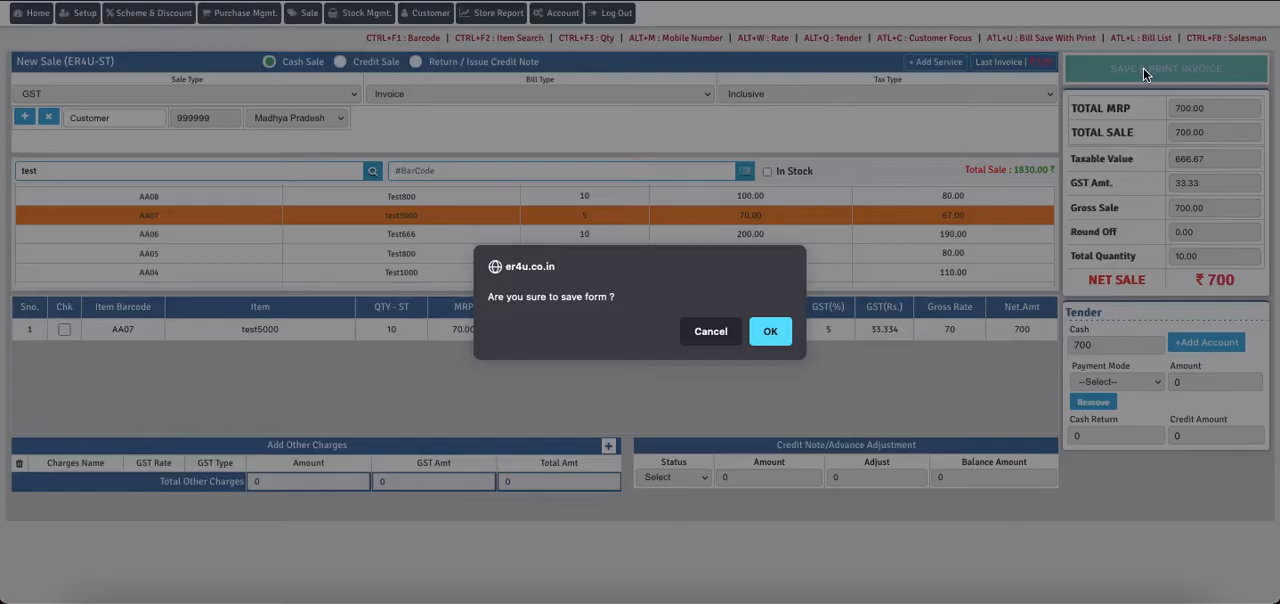 Home Setup Scheme & Discount Purchase Mgmt. Sale Stock Mgmt. Customer Store Report Account Log Out
CTRL+F1 : Barcode | CTRL+F2 : Item Search | CTRL+F3 : Qty | ALT+M : Mobile Number | ALT+W : Rate | ALT+Q : Tender | ATL+C : Customer Focus | ATL+U : Bill Save With Print | ATL+L : Bill List | CTRL+F8 : Salesman
New Sale (ER4U-ST) Cash Sale Credit Sale Return / Issue Credit Note + Add Service Last Invoice |
SAVE & PRINT INVOICE
Sale Type Bill Type Tax Type
GST Invoice Inclusive
Customer 999999 Madhya Pradesh
TOTAL MRP 700.00
TOTAL SALE 700.00
Taxable Value 666.67
GST Amt. 33.33
Gross Sale 700.00
Round Off 0.00
Total Quantity 10.00
NET SALE ₹ 700
test #BarCode In Stock Total Sale : 1830.00 ₹
AA08 Test800 10 100.00 80.00
AA07 test5000 5 70.00 67.00
AA06 Test666 10 200.00 190.00
AA05 Test800 80.00
AA04 Test1000 110.00
er4u.co.in
Are you sure to save form ?
Cancel OK
Sno. Chk Item Barcode Item QTY - ST MRP GST(%) GST(Rs.) Gross Rate Net.Amt
1 AA07 test5000 10 70.00 5 33.334 70 700
Tender
Cash
700 +Add Account
Payment Mode Amount
--Select-- 0
Remove
Cash Return Credit Amount
0 0
Add Other Charges + Credit Note/Advance Adjustment
Charges Name GST Rate GST Type Amount GST Amt Total Amt
Total Other Charges 0 0 0
Status Amount Adjust Balance Amount
Select 0 0 0